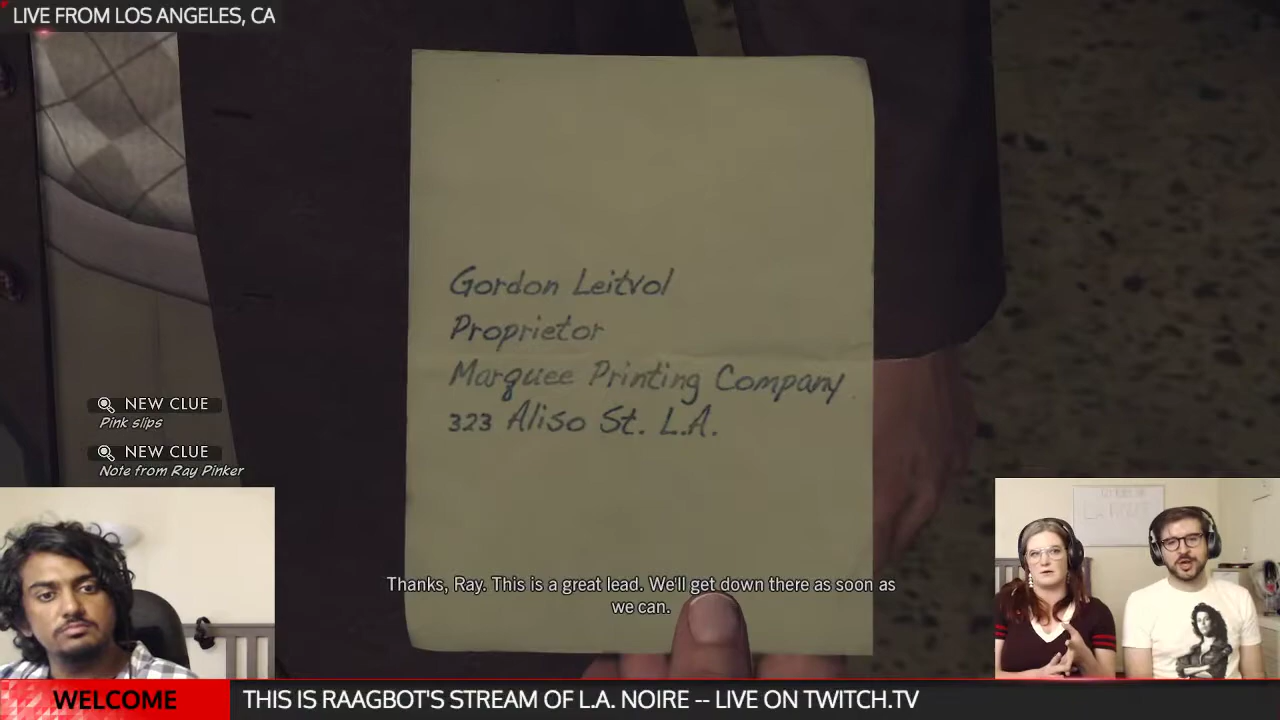 LIVE FROM LOS ANGELES, CA
Gordon Leitvol
Proprietor
Marquee Printing Company
323 Aliso St. L.A.
NEW CLUE
Pink slips
NEW CLUE
Note from Ray Pinker
Thanks, Ray. This is a great lead. We'll get down there as soon as
we can.
WELCOME
THIS IS RAAGBOT'S STREAM OF L.A. NOIRE -- LIVE ON TWITCH.TV